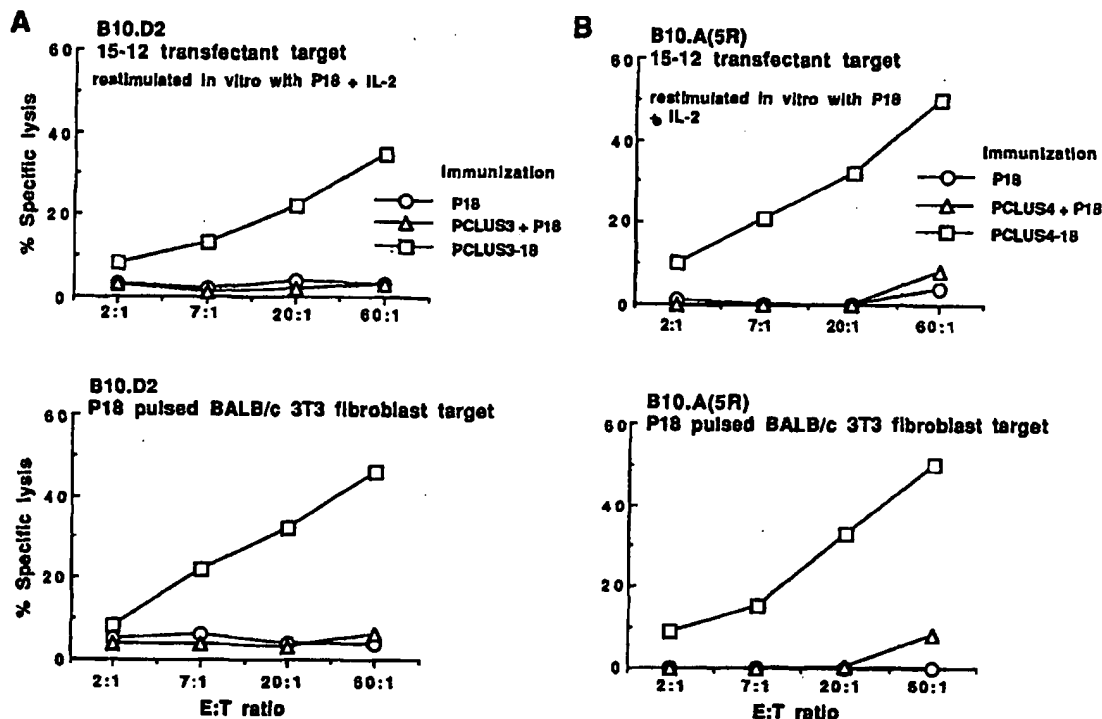 A
B10.D2
15-12 transfectant target
restimulated in vitro with P18 + IL-2
60
40
20
0
% Specific lysis
Immunization
P18
PCLUS3 + P18
PCLUS3-18
2:1
7:1
20:1
60:1
B
B10.A(5R)
15-12 transfectant target
restimulated in vitro with P18
+ IL-2
60
40
20
0
Immunization
P18
PCLUS4 + P18
PCLUS4-18
2:1
7:1
20:1
60:1
B10.D2
P18 pulsed BALB/c 3T3 fibroblast target
60
40
20
0
% Specific lysis
2:1
7:1
20:1
60:1
E:T ratio
B10.A(5R)
P18 pulsed BALB/c 3T3 fibroblast target
60
40
20
0
2:1
7:1
20:1
60:1
E:T ratio